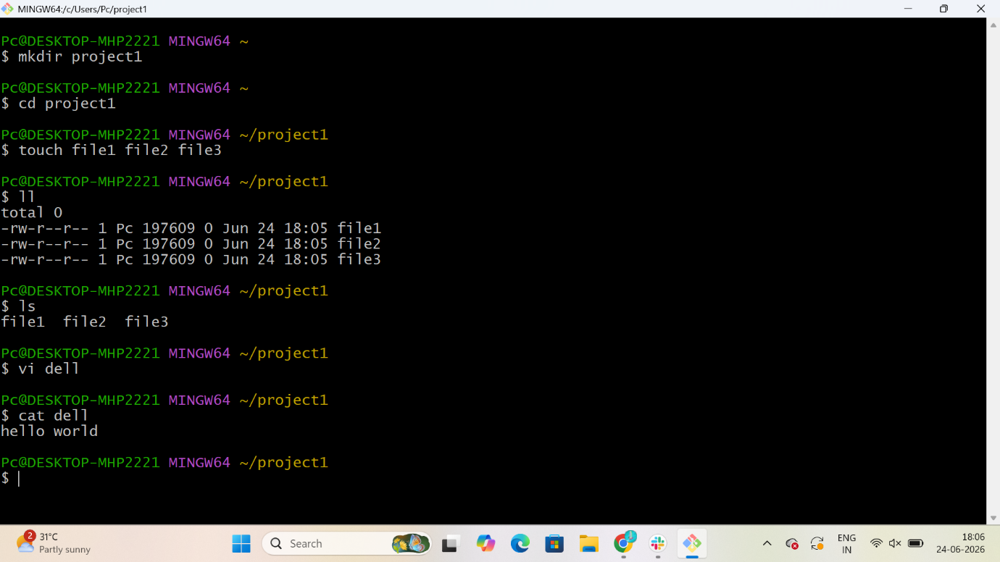 MINGW64:/c/Users/Pc/project1
Pc@DESKTOP-MHP2221 MINGW64 ~
$ mkdir project1
Pc@DESKTOP-MHP2221 MINGW64 ~
$ cd project1
Pc@DESKTOP-MHP2221 MINGW64 ~/project1
$ touch file1 file2 file3
Pc@DESKTOP-MHP2221 MINGW64 ~/project1
$ ll
total 0
-rw-r--r-- 1 Pc 197609 0 Jun 24 18:05 file1
-rw-r--r-- 1 Pc 197609 0 Jun 24 18:05 file2
-rw-r--r-- 1 Pc 197609 0 Jun 24 18:05 file3
Pc@DESKTOP-MHP2221 MINGW64 ~/project1
$ ls
file1  file2  file3
Pc@DESKTOP-MHP2221 MINGW64 ~/project1
$ vi dell
Pc@DESKTOP-MHP2221 MINGW64 ~/project1
$ cat dell
hello world
Pc@DESKTOP-MHP2221 MINGW64 ~/project1
$
2
31°C
Partly sunny
Search
J
ENG
IN
18:06
24-06-2026